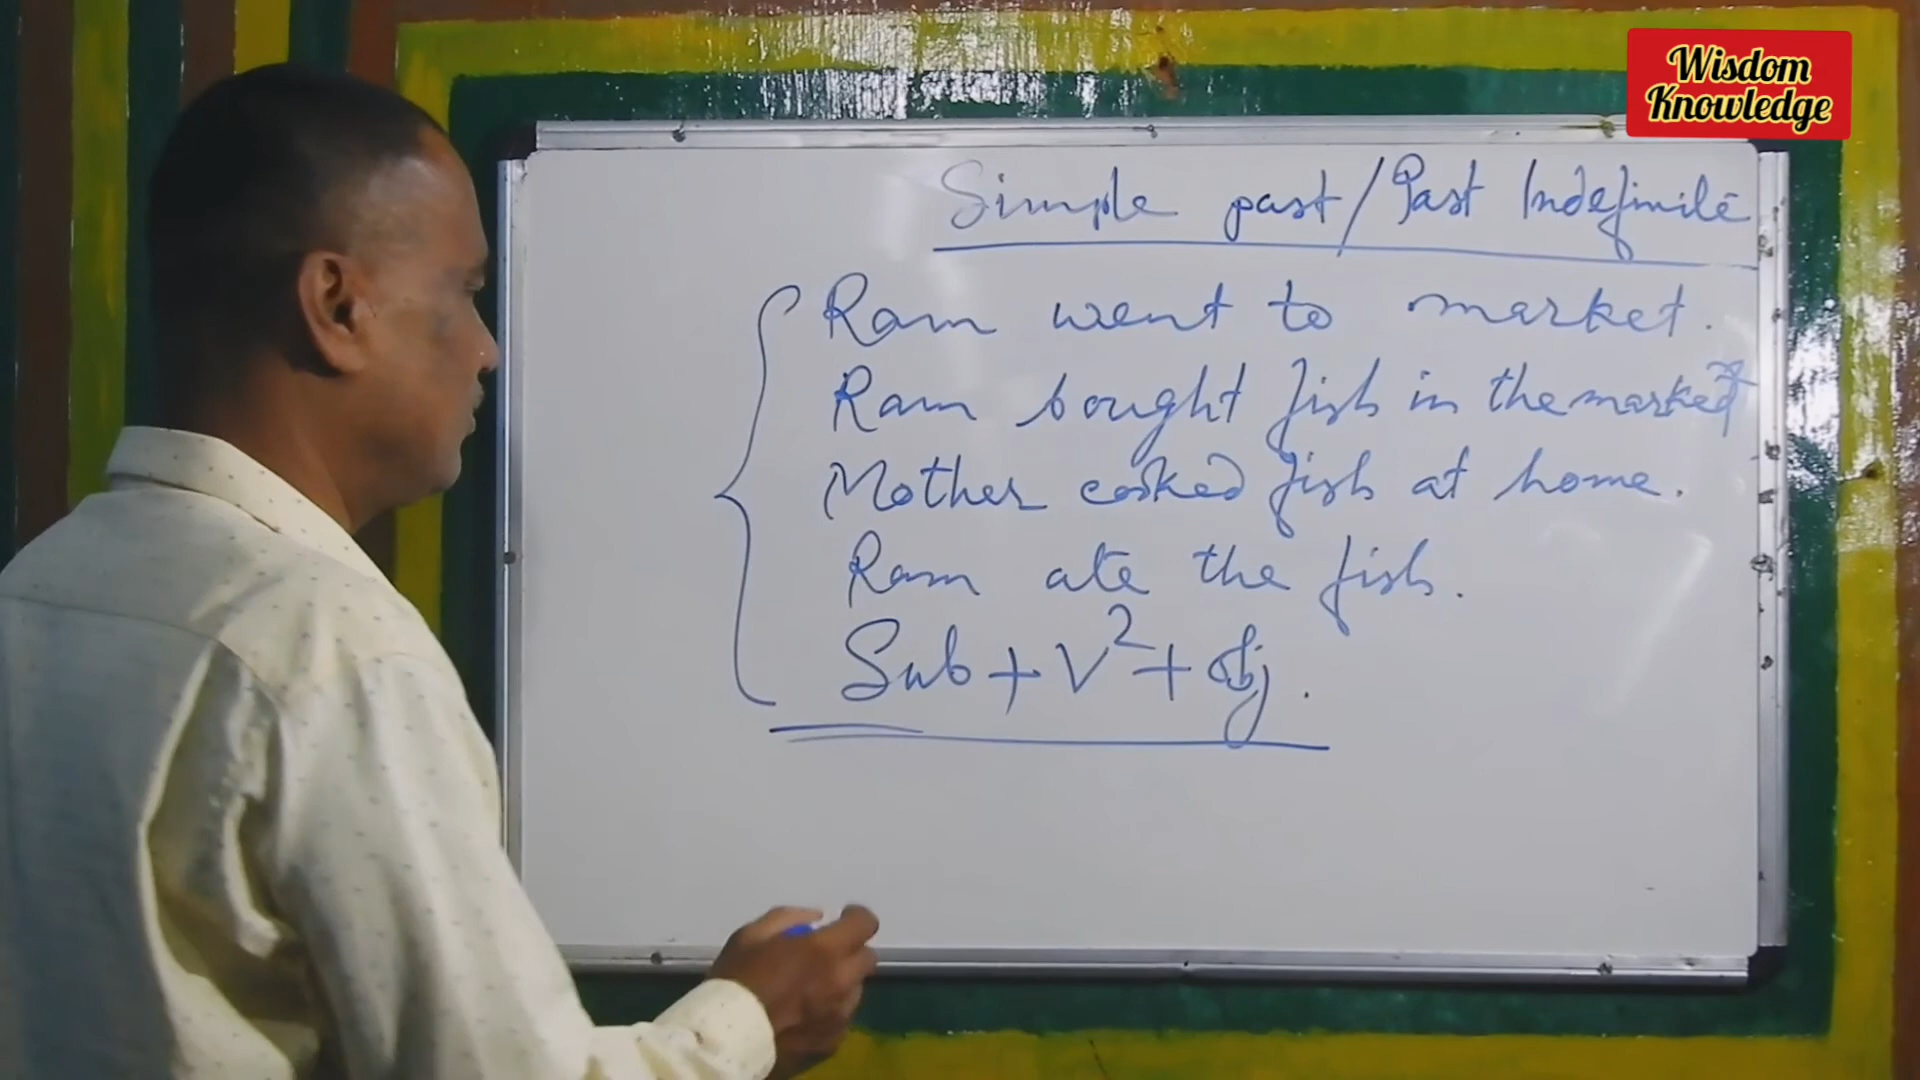 Wisdom
Knowledge
Simple past/Past Indefinite
Ram went to market.
Ram bought fish in the market
Mother cooked fish at home.
Ram ate the fish.
Sub + V² + obj.